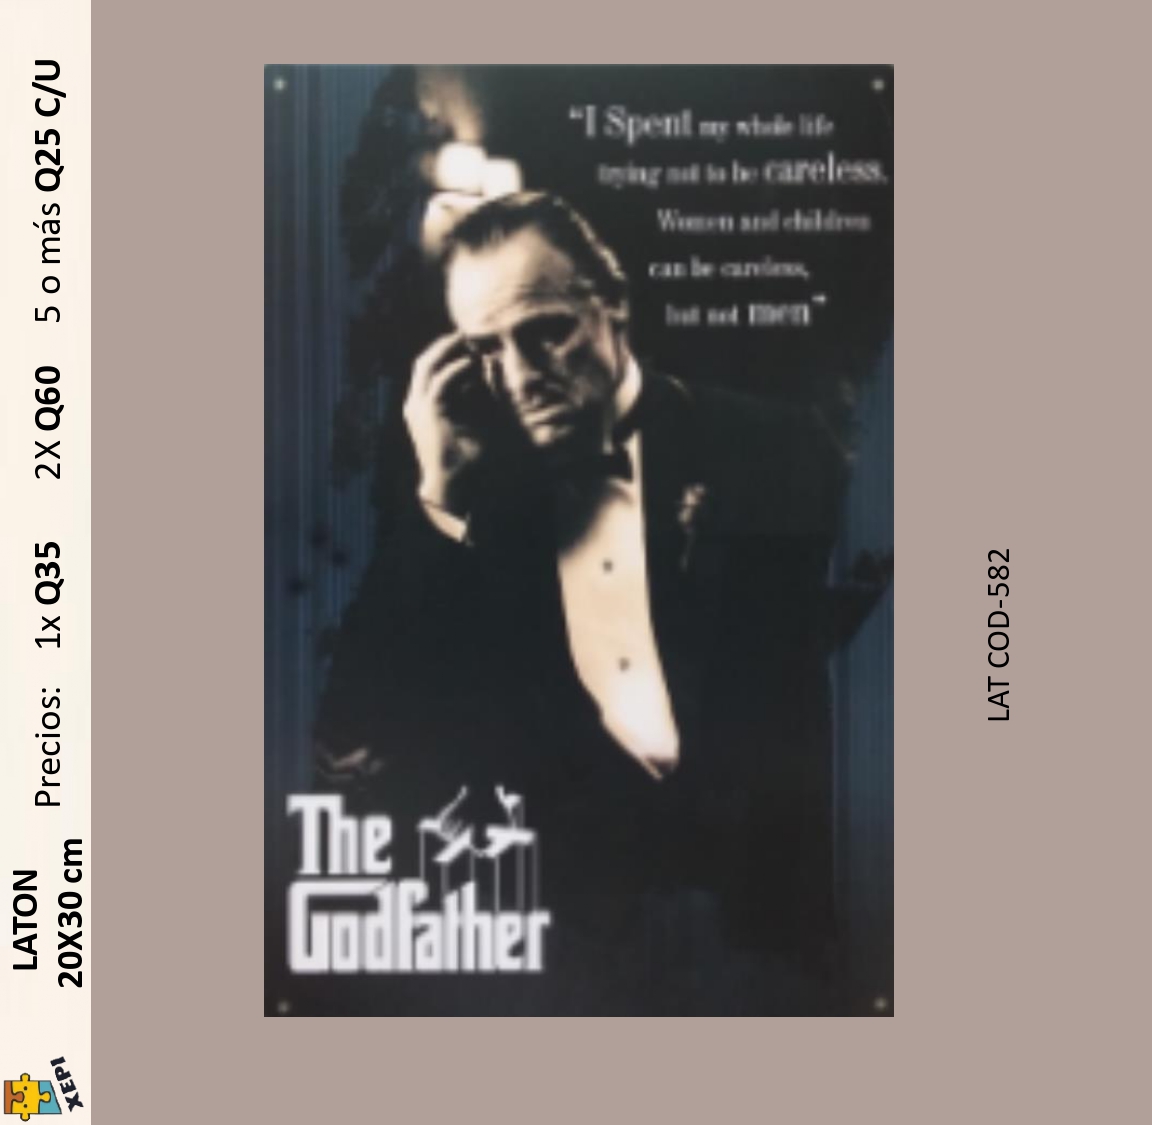 LATON
20X30 cm
Precios: 1x Q35 2X Q60 5 o más Q25 C/U
XEPI
“I Spent my whole life
trying not to be careless.
Women and children
can be careless,
but not men”
The
Godfather
LAT COD-582